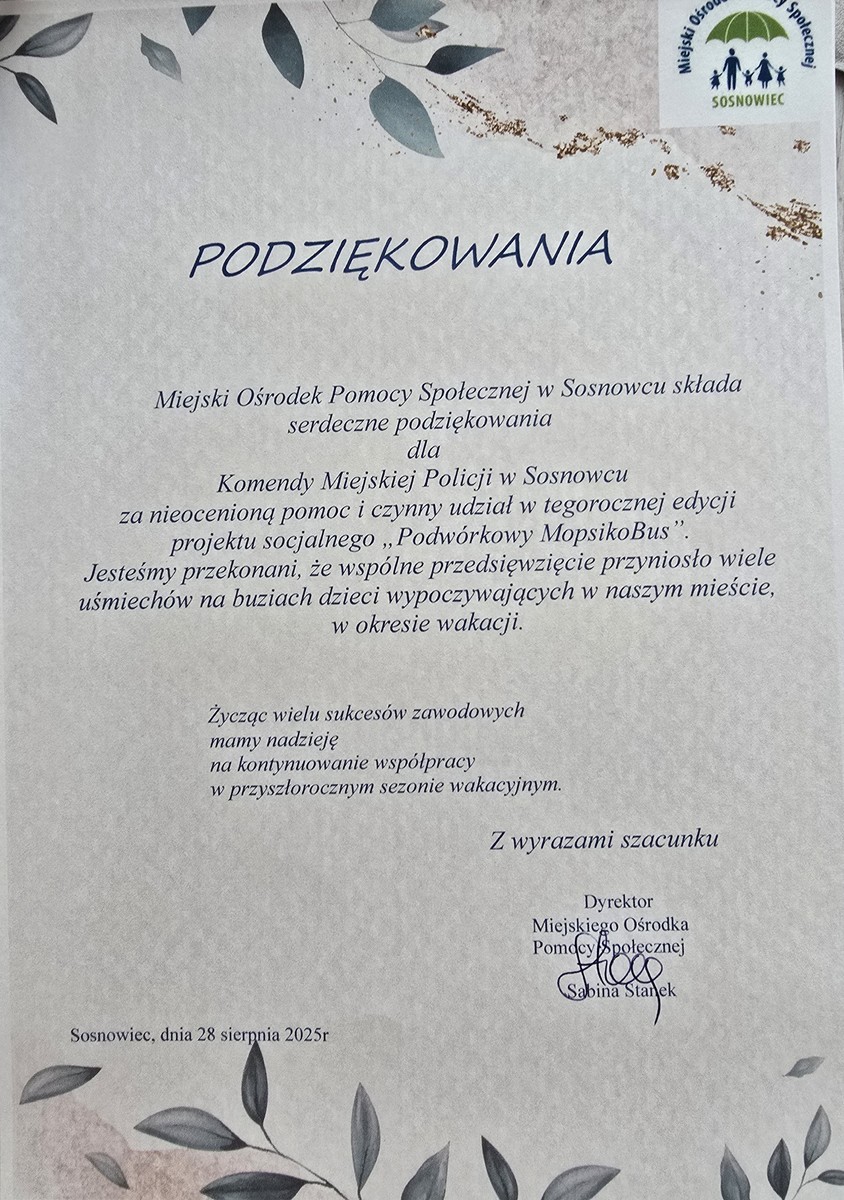 Miejski Pomocy Społecznej
SOSNOWIEC
PODZIĘKOWANIA
Miejski Ośrodek Pomocy Społecznej w Sosnowcu składa
serdeczne podziękowania
dla
Komendy Miejskiej Policji w Sosnowcu
za nieocenioną pomoc i czynny udział w tegorocznej edycji
projektu socjalnego „Podwórkowy MopsikoBus”.
Jesteśmy przekonani, że wspólne przedsięwzięcie przyniosło wiele
uśmiechów na buziach dzieci wypoczywających w naszym mieście,
w okresie wakacji.
Życząc wielu sukcesów zawodowych
mamy nadzieję
na kontynuowanie współpracy
w przyszłorocznym sezonie wakacyjnym.
Z wyrazami szacunku
Dyrektor
Miejskiego Ośrodka
Pomocy Społecznej
Sabina Stanek
Sosnowiec, dnia 28 sierpnia 2025r